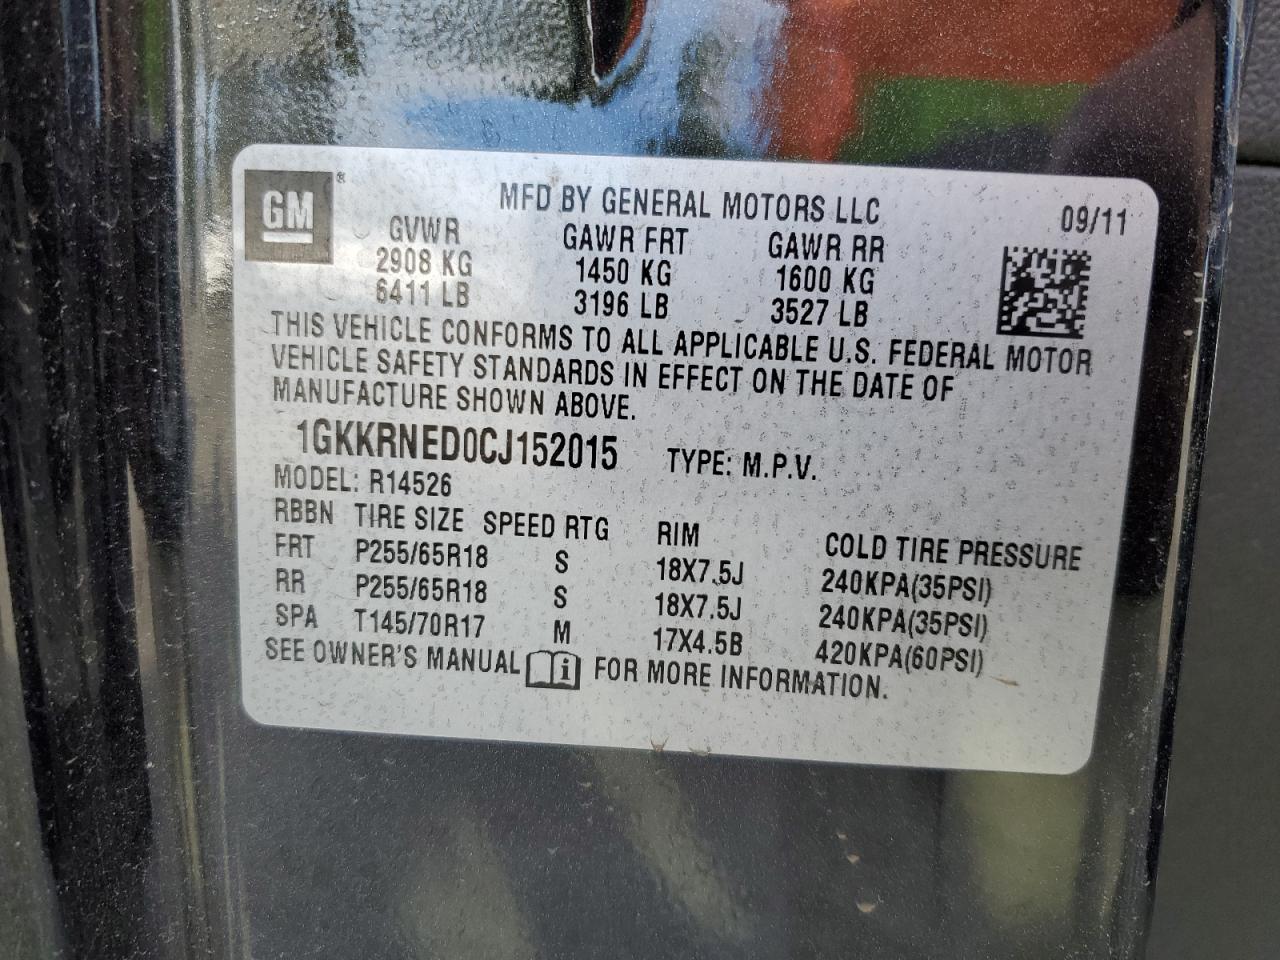 GM®
MFD BY GENERAL MOTORS LLC 09/11
GVWR GAWR FRT GAWR RR
2908 KG 1450 KG 1600 KG
6411 LB 3196 LB 3527 LB
THIS VEHICLE CONFORMS TO ALL APPLICABLE U.S. FEDERAL MOTOR
VEHICLE SAFETY STANDARDS IN EFFECT ON THE DATE OF
MANUFACTURE SHOWN ABOVE.
1GKKRNED0CJ152015 TYPE: M.P.V.
MODEL: R14526
RBBN TIRE SIZE SPEED RTG RIM COLD TIRE PRESSURE
FRT P255/65R18 S 18X7.5J 240KPA(35PSI)
RR P255/65R18 S 18X7.5J 240KPA(35PSI)
SPA T145/70R17 M 17X4.5B 420KPA(60PSI)
SEE OWNER'S MANUAL i FOR MORE INFORMATION.